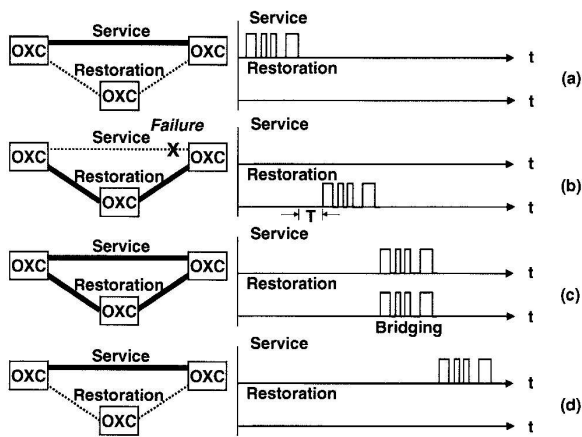 Service
OXC OXC
Restoration
OXC
Service
t
Restoration
t
(a)
Failure
Service X
OXC OXC
Restoration
OXC
Service
t
Restoration
T
t
(b)
Service
OXC OXC
Restoration
OXC
Service
t
Restoration
t
Bridging
(c)
Service
OXC OXC
Restoration
OXC
Service
t
Restoration
t
(d)